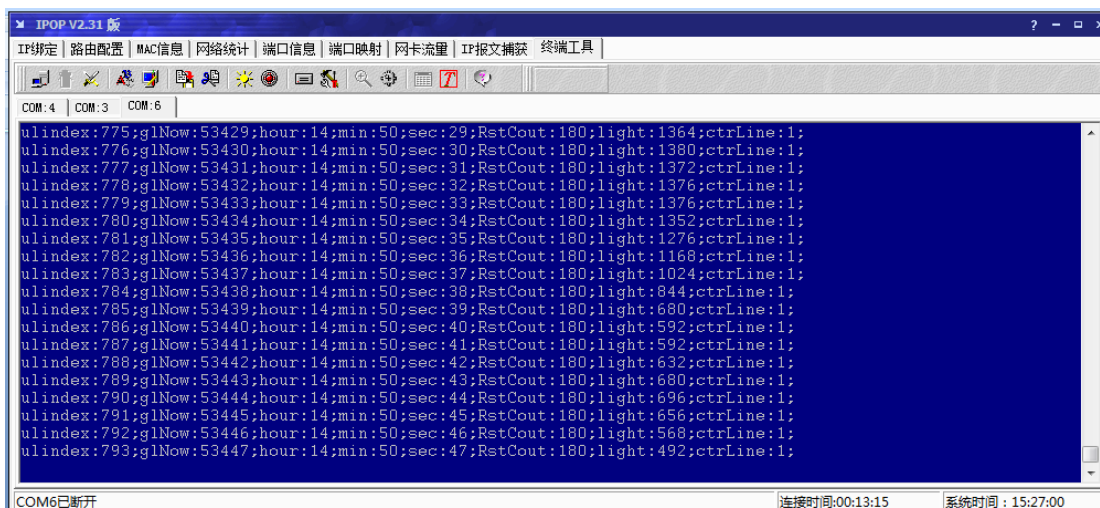 IPOP V2.31 版
IP绑定 路由配置 MAC信息 网络统计 端口信息 端口映射 网卡流量 IP报文捕获 终端工具
COM:4 COM:3 COM:6
ulindex:775;glNow:53429;hour:14;min:50;sec:29;RstCout:180;light:1364;ctrLine:1;
ulindex:776;glNow:53430;hour:14;min:50;sec:30;RstCout:180;light:1380;ctrLine:1;
ulindex:777;glNow:53431;hour:14;min:50;sec:31;RstCout:180;light:1372;ctrLine:1;
ulindex:778;glNow:53432;hour:14;min:50;sec:32;RstCout:180;light:1376;ctrLine:1;
ulindex:779;glNow:53433;hour:14;min:50;sec:33;RstCout:180;light:1376;ctrLine:1;
ulindex:780;glNow:53434;hour:14;min:50;sec:34;RstCout:180;light:1352;ctrLine:1;
ulindex:781;glNow:53435;hour:14;min:50;sec:35;RstCout:180;light:1276;ctrLine:1;
ulindex:782;glNow:53436;hour:14;min:50;sec:36;RstCout:180;light:1168;ctrLine:1;
ulindex:783;glNow:53437;hour:14;min:50;sec:37;RstCout:180;light:1024;ctrLine:1;
ulindex:784;glNow:53438;hour:14;min:50;sec:38;RstCout:180;light:844;ctrLine:1;
ulindex:785;glNow:53439;hour:14;min:50;sec:39;RstCout:180;light:680;ctrLine:1;
ulindex:786;glNow:53440;hour:14;min:50;sec:40;RstCout:180;light:592;ctrLine:1;
ulindex:787;glNow:53441;hour:14;min:50;sec:41;RstCout:180;light:592;ctrLine:1;
ulindex:788;glNow:53442;hour:14;min:50;sec:42;RstCout:180;light:632;ctrLine:1;
ulindex:789;glNow:53443;hour:14;min:50;sec:43;RstCout:180;light:680;ctrLine:1;
ulindex:790;glNow:53444;hour:14;min:50;sec:44;RstCout:180;light:696;ctrLine:1;
ulindex:791;glNow:53445;hour:14;min:50;sec:45;RstCout:180;light:656;ctrLine:1;
ulindex:792;glNow:53446;hour:14;min:50;sec:46;RstCout:180;light:568;ctrLine:1;
ulindex:793;glNow:53447;hour:14;min:50;sec:47;RstCout:180;light:492;ctrLine:1;
COM6已断开 连接时间:00:13:15 系统时间：15:27:00